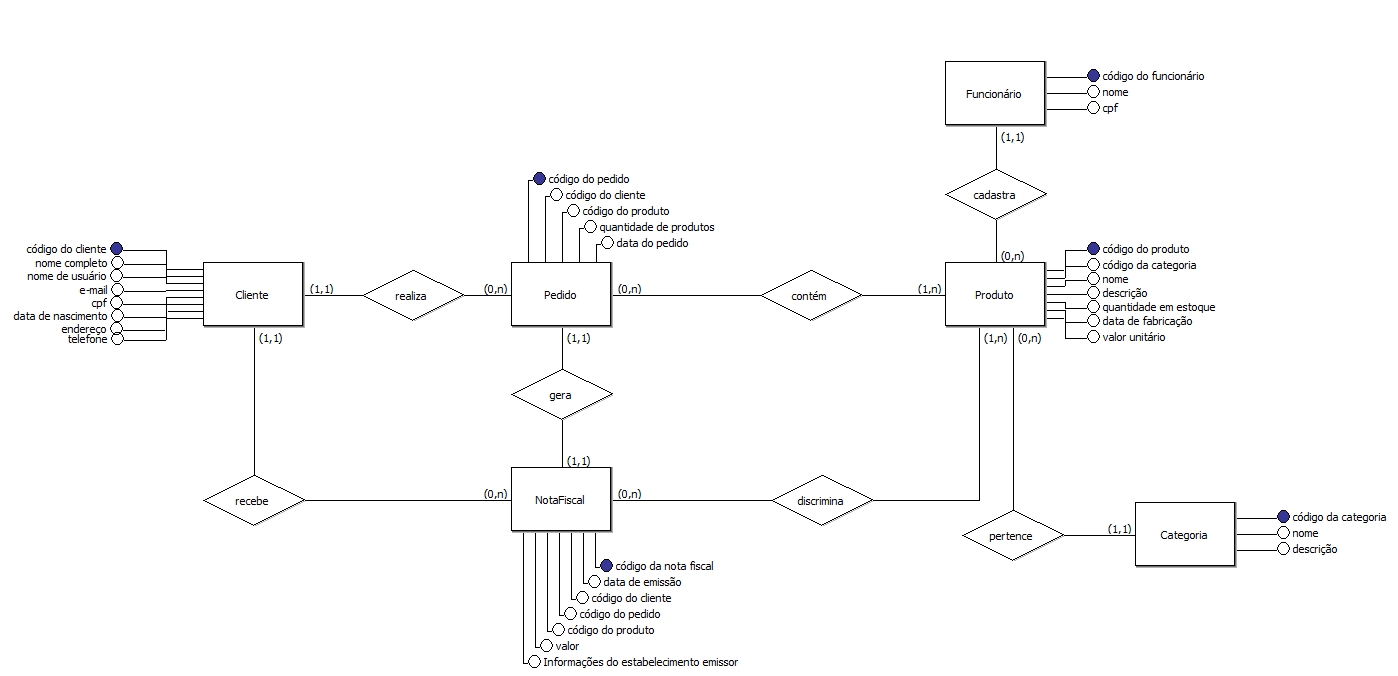 Funcionário
código do funcionário
nome
cpf
(1,1)
cadastra
(0,n)
código do pedido
código do cliente
código do produto
quantidade de produtos
data do pedido
código do cliente
nome completo
nome de usuário
e-mail
cpf
data de nascimento
endereço
telefone
Cliente
(1,1)
realiza
(0,n)
Pedido
(0,n)
contém
(1,n)
Produto
código do produto
código da categoria
nome
descrição
quantidade em estoque
data de fabricação
valor unitário
(1,1)
(1,1)
(1,n)
(0,n)
gera
(1,1)
recebe
(0,n)
NotaFiscal
(0,n)
discrimina
pertence
(1,1)
Categoria
código da categoria
nome
descrição
código da nota fiscal
data de emissão
código do cliente
código do pedido
código do produto
valor
Informações do estabelecimento emissor